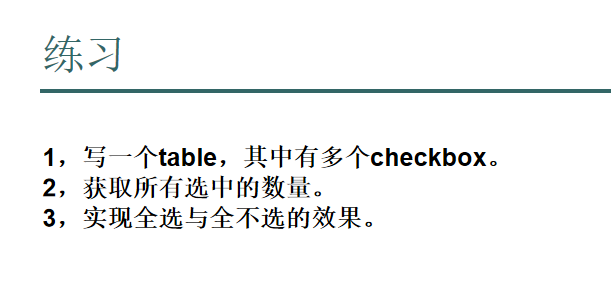 练习
1，写一个table，其中有多个checkbox。
2，获取所有选中的数量。
3，实现全选与全不选的效果。